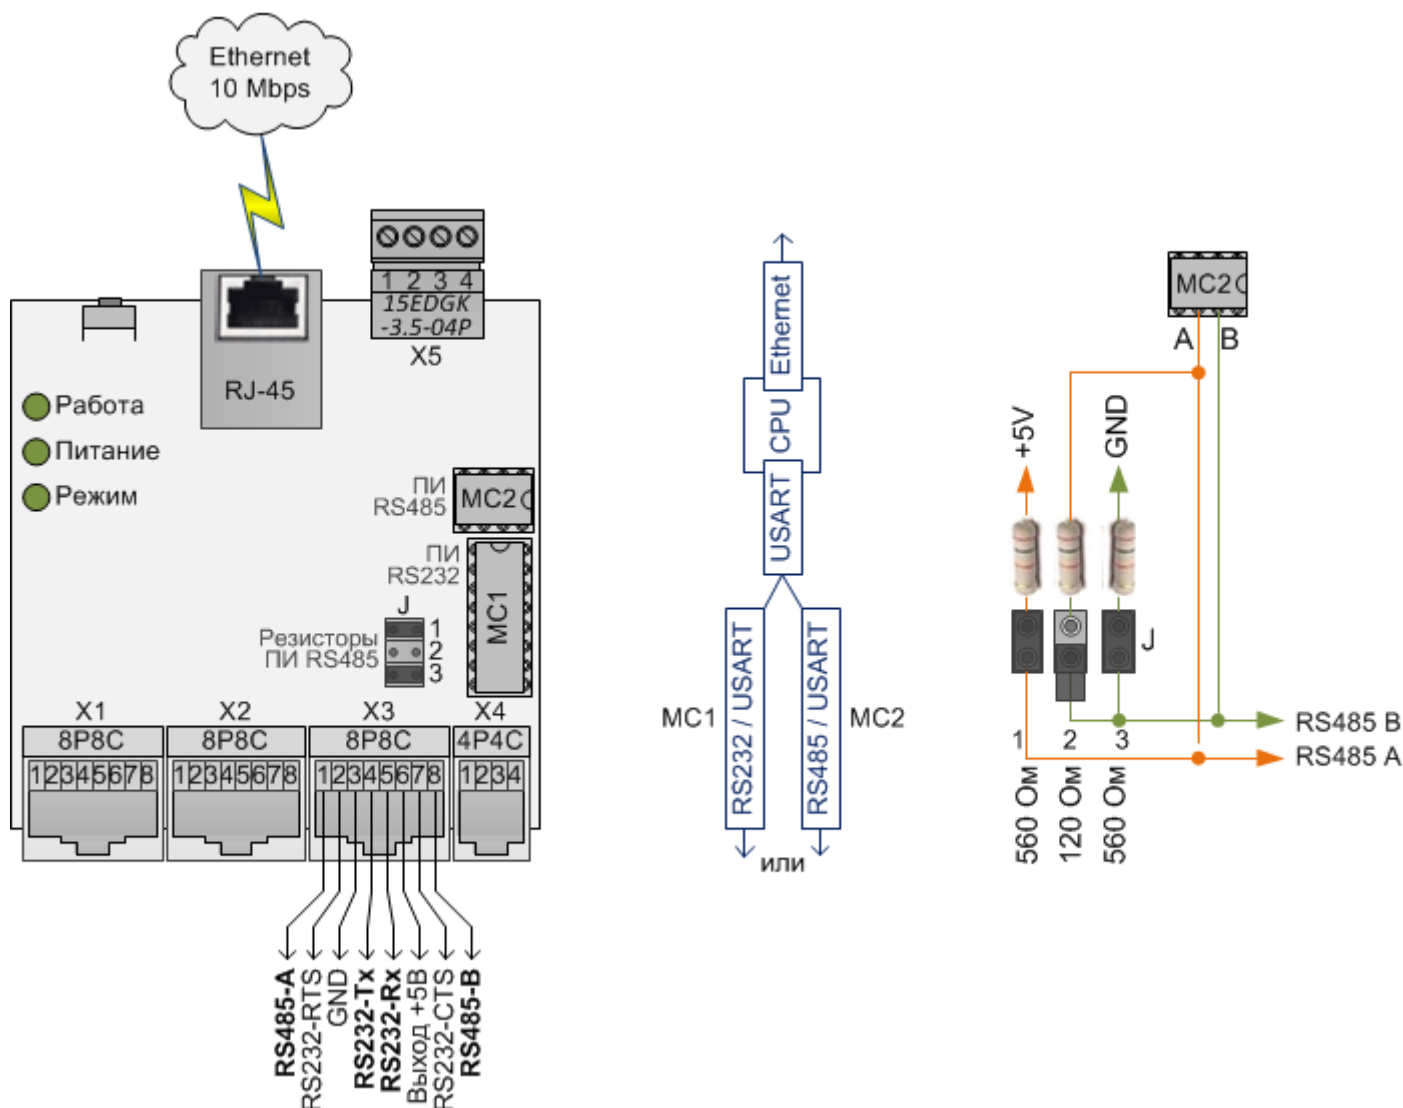 Ethernet
10 Mbps
1 2 3 4
15EDGK
-3.5-04P
X5
RJ-45
Работа
Питание
Режим
ПИ
RS485
MC2
ПИ
RS232
MC1
J
1
2
3
Резисторы
ПИ RS485
X1
X2
X3
X4
8P8C
8P8C
8P8C
4P4C
12345678
12345678
12345678
1234
RS485-A
RS232-RTS
GND
RS232-Tx
RS232-Rx
Выход +5В
RS232-CTS
RS485-B
Ethernet
CPU
USART
RS232 / USART
RS485 / USART
MC1
MC2
или
MC2
A
B
+5V
GND
J
1
2
3
RS485 B
RS485 A
560 Ом
120 Ом
560 Ом